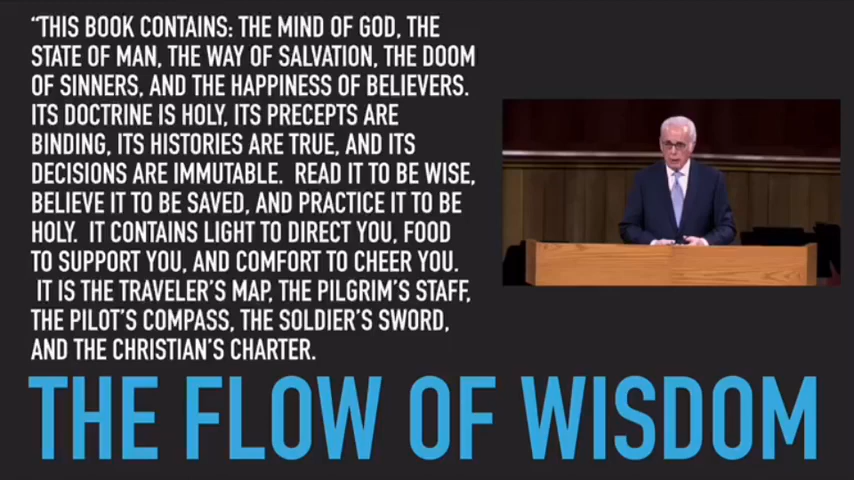 “THIS BOOK CONTAINS: THE MIND OF GOD, THE
STATE OF MAN, THE WAY OF SALVATION, THE DOOM
OF SINNERS, AND THE HAPPINESS OF BELIEVERS.
ITS DOCTRINE IS HOLY, ITS PRECEPTS ARE
BINDING, ITS HISTORIES ARE TRUE, AND ITS
DECISIONS ARE IMMUTABLE. READ IT TO BE WISE,
BELIEVE IT TO BE SAVED, AND PRACTICE IT TO BE
HOLY. IT CONTAINS LIGHT TO DIRECT YOU, FOOD
TO SUPPORT YOU, AND COMFORT TO CHEER YOU.
IT IS THE TRAVELER’S MAP, THE PILGRIM’S STAFF,
THE PILOT’S COMPASS, THE SOLDIER’S SWORD,
AND THE CHRISTIAN’S CHARTER.
THE FLOW OF WISDOM